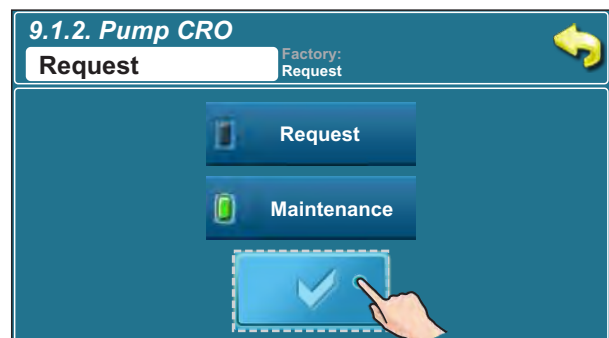 9.1.2. Pump CRO
Request
Factory:
Request
Request
Maintenance